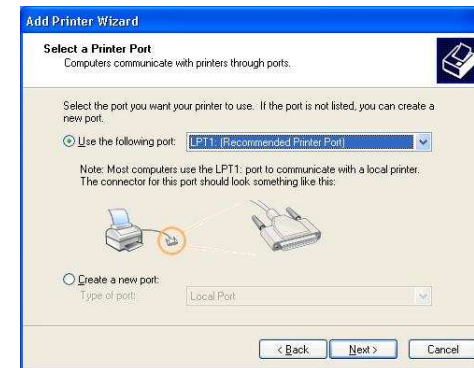 Add Printer Wizard
Select a Printer Port
Computers communicate with printers through ports.
Select the port you want your printer to use. If the port is not listed, you can create a
new port.
Use the following port: LPT1: (Recommended Printer Port)
Note: Most computers use the LPT1: port to communicate with a local printer.
The connector for this port should look something like this:
Create a new port:
Type of port: Local Port
< Back Next > Cancel